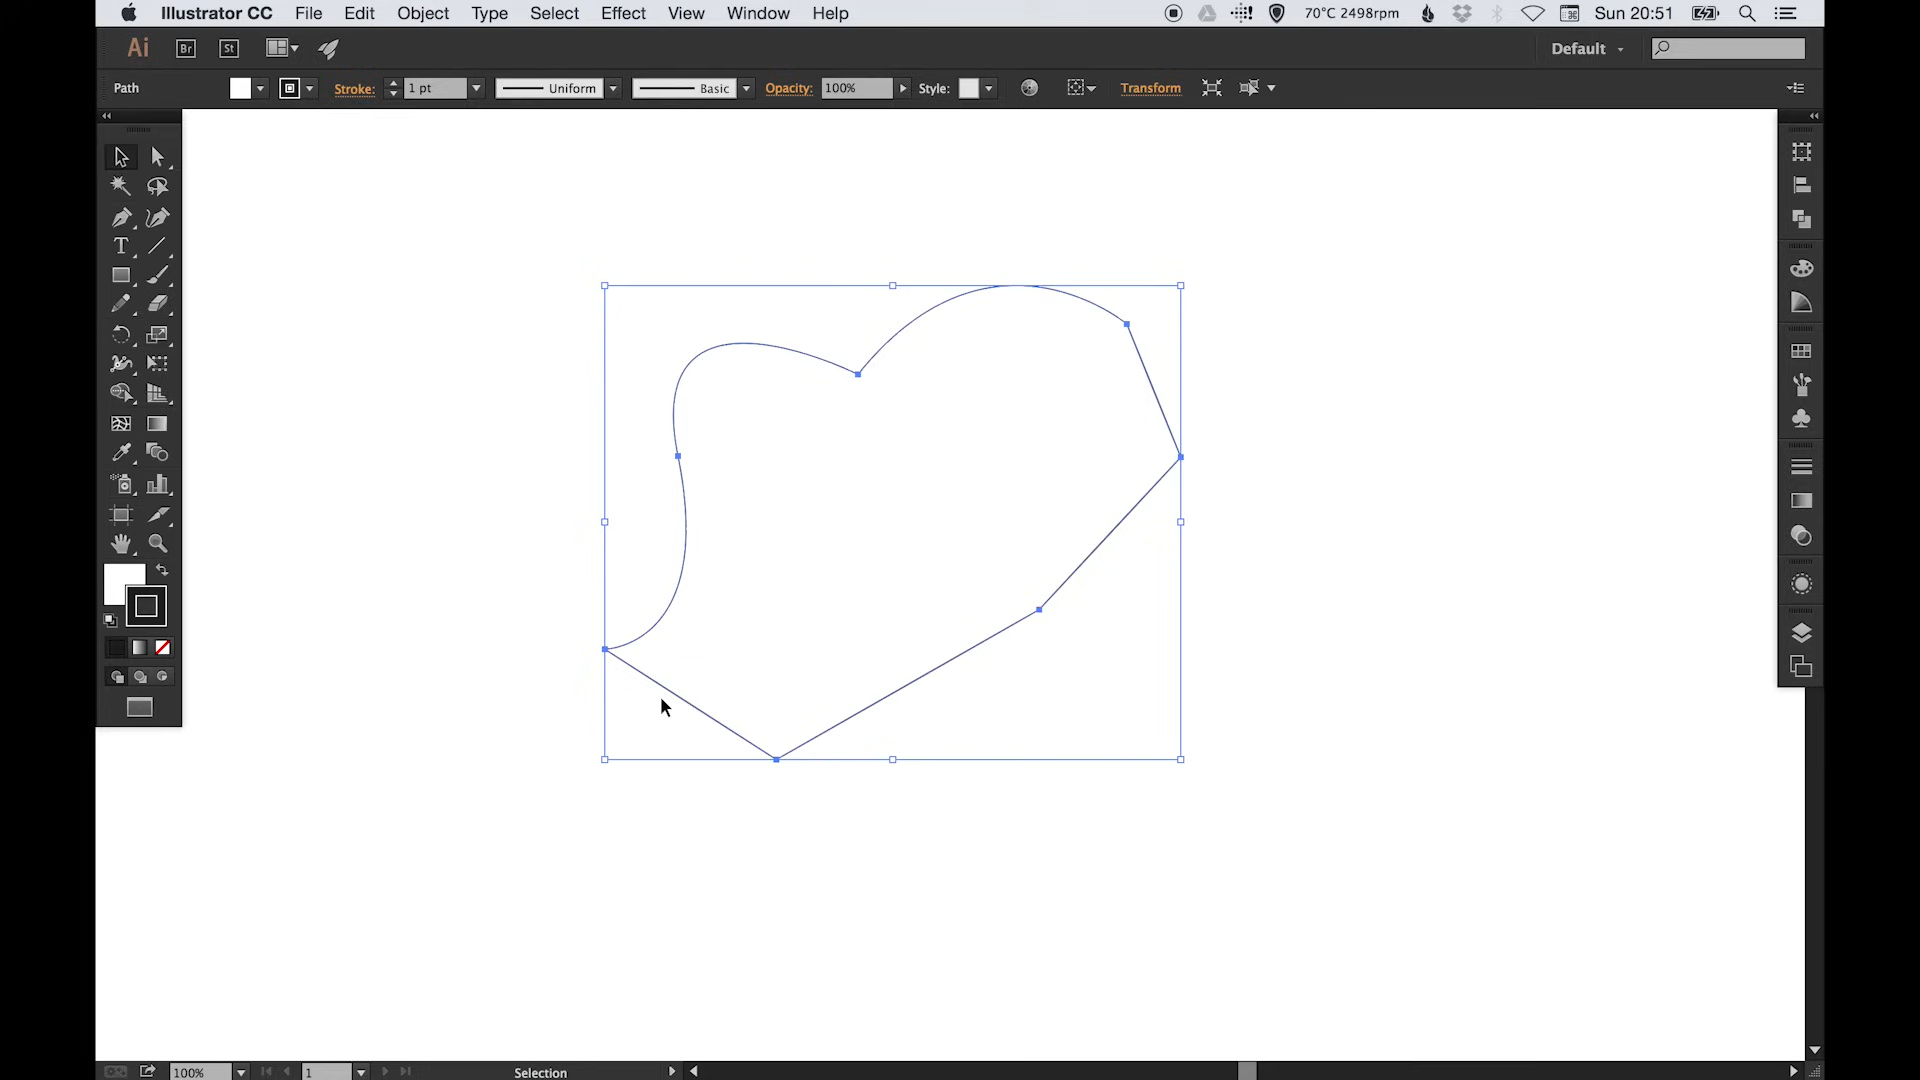 Illustrator CC File Edit Object Type Select Effect View Window Help 70°C 2498rpm Sun 20:51
Ai Br St Default
Path Stroke: 1 pt Uniform Basic Opacity: 100% Style: Transform
T
100% 1 Selection